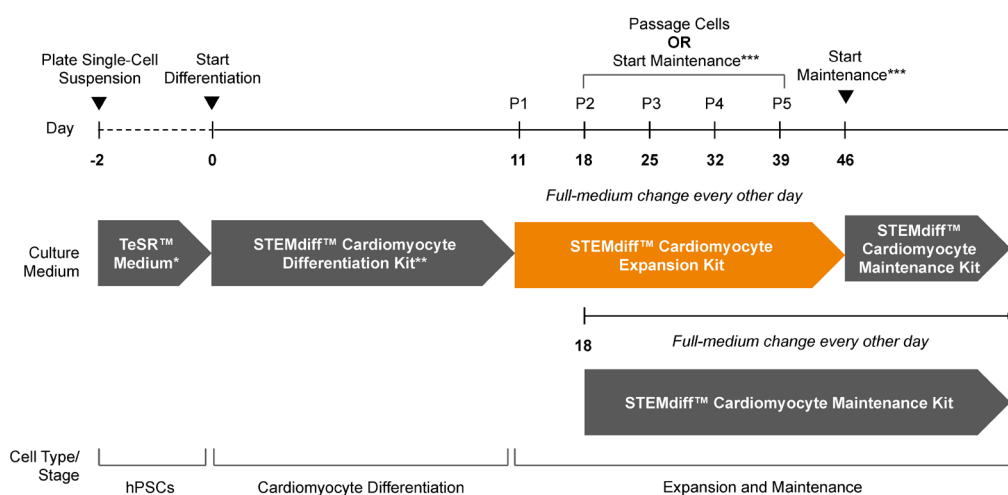 Passage Cells
OR
Start Maintenance***
Plate Single-Cell
Suspension
Start
Differentiation
Start
Maintenance***
P1 P2 P3 P4 P5
Day
-2 0 11 18 25 32 39 46
Full-medium change every other day
Culture
Medium
TeSR™
Medium*
STEMdiff™ Cardiomyocyte
Differentiation Kit**
STEMdiff™ Cardiomyocyte
Expansion Kit
STEMdiff™
Cardiomyocyte
Maintenance Kit
18
Full-medium change every other day
STEMdiff™ Cardiomyocyte Maintenance Kit
Cell Type/
Stage
hPSCs
Cardiomyocyte Differentiation
Expansion and Maintenance